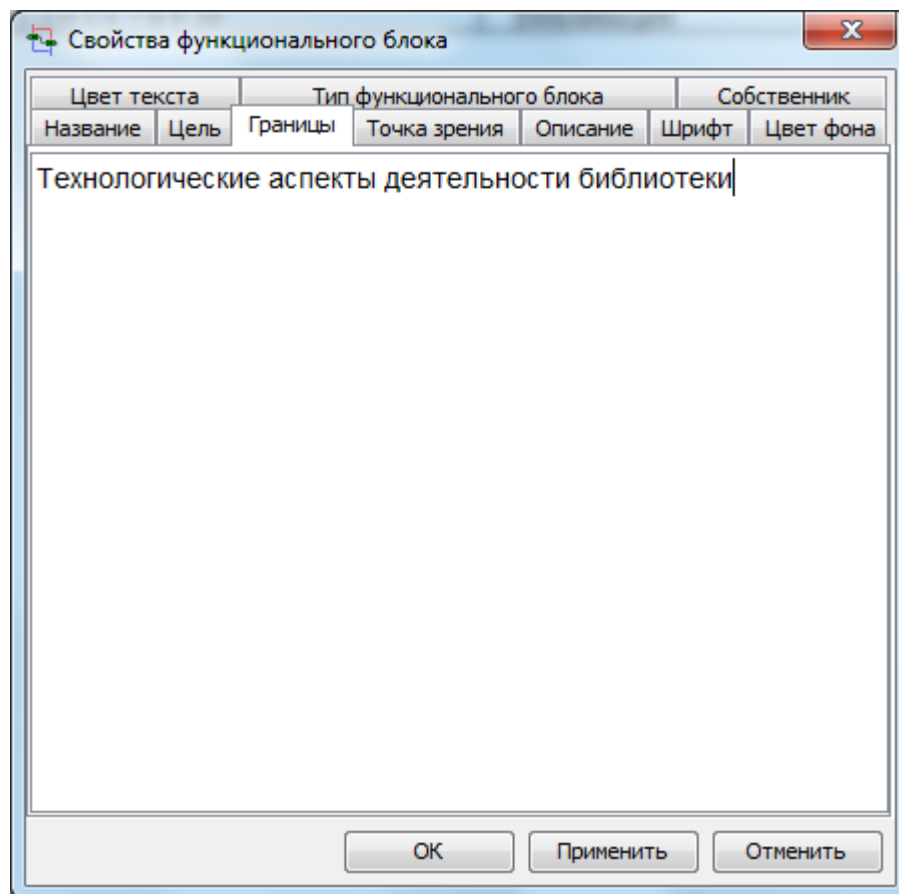 Свойства функционального блока
Цвет текста Тип функционального блока Собственник
Название Цель Границы Точка зрения Описание Шрифт Цвет фона
Технологические аспекты деятельности библиотеки
ОК Применить Отменить